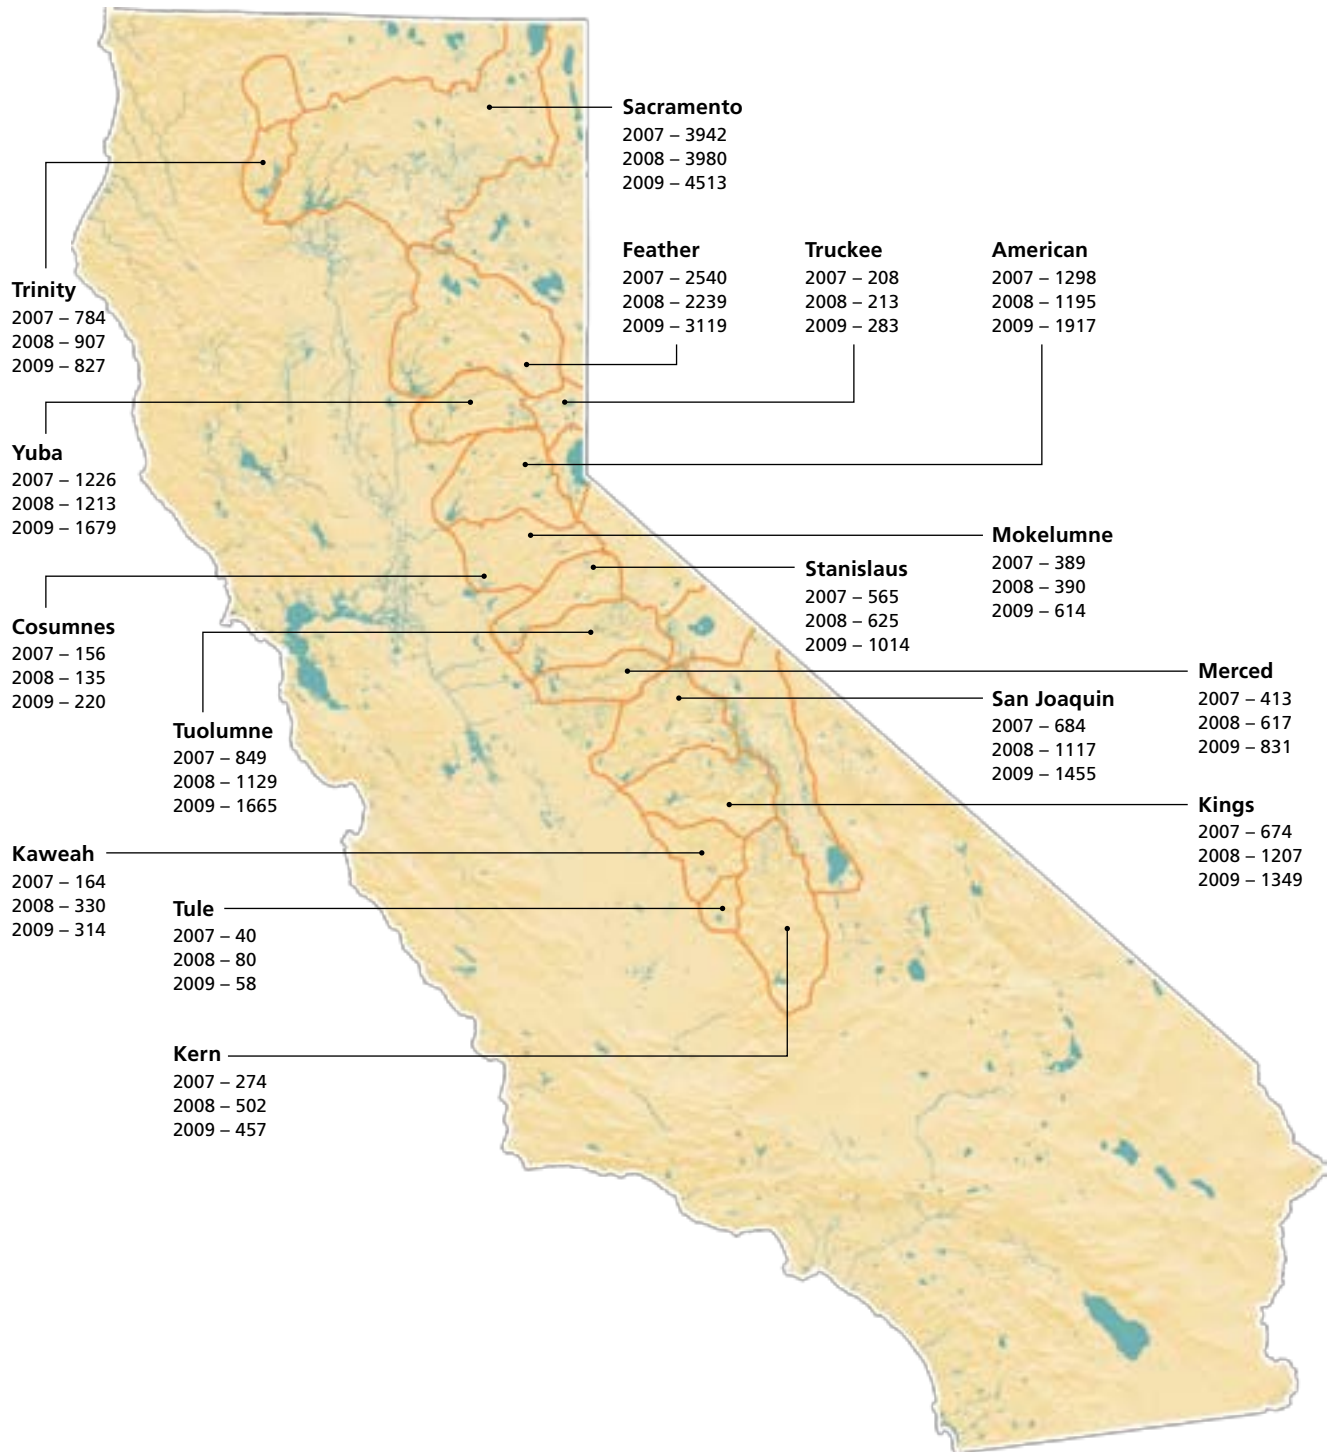 Sacramento
2007 – 3942
2008 – 3980
2009 – 4513
Feather
2007 – 2540
2008 – 2239
2009 – 3119
Truckee
2007 – 208
2008 – 213
2009 – 283
American
2007 – 1298
2008 – 1195
2009 – 1917
Trinity
2007 – 784
2008 – 907
2009 – 827
Yuba
2007 – 1226
2008 – 1213
2009 – 1679
Mokelumne
2007 – 389
2008 – 390
2009 – 614
Stanislaus
2007 – 565
2008 – 625
2009 – 1014
Cosumnes
2007 – 156
2008 – 135
2009 – 220
Merced
2007 – 413
2008 – 617
2009 – 831
San Joaquin
2007 – 684
2008 – 1117
2009 – 1455
Tuolumne
2007 – 849
2008 – 1129
2009 – 1665
Kings
2007 – 674
2008 – 1207
2009 – 1349
Kaweah
2007 – 164
2008 – 330
2009 – 314
Tule
2007 – 40
2008 – 80
2009 – 58
Kern
2007 – 274
2008 – 502
2009 – 457